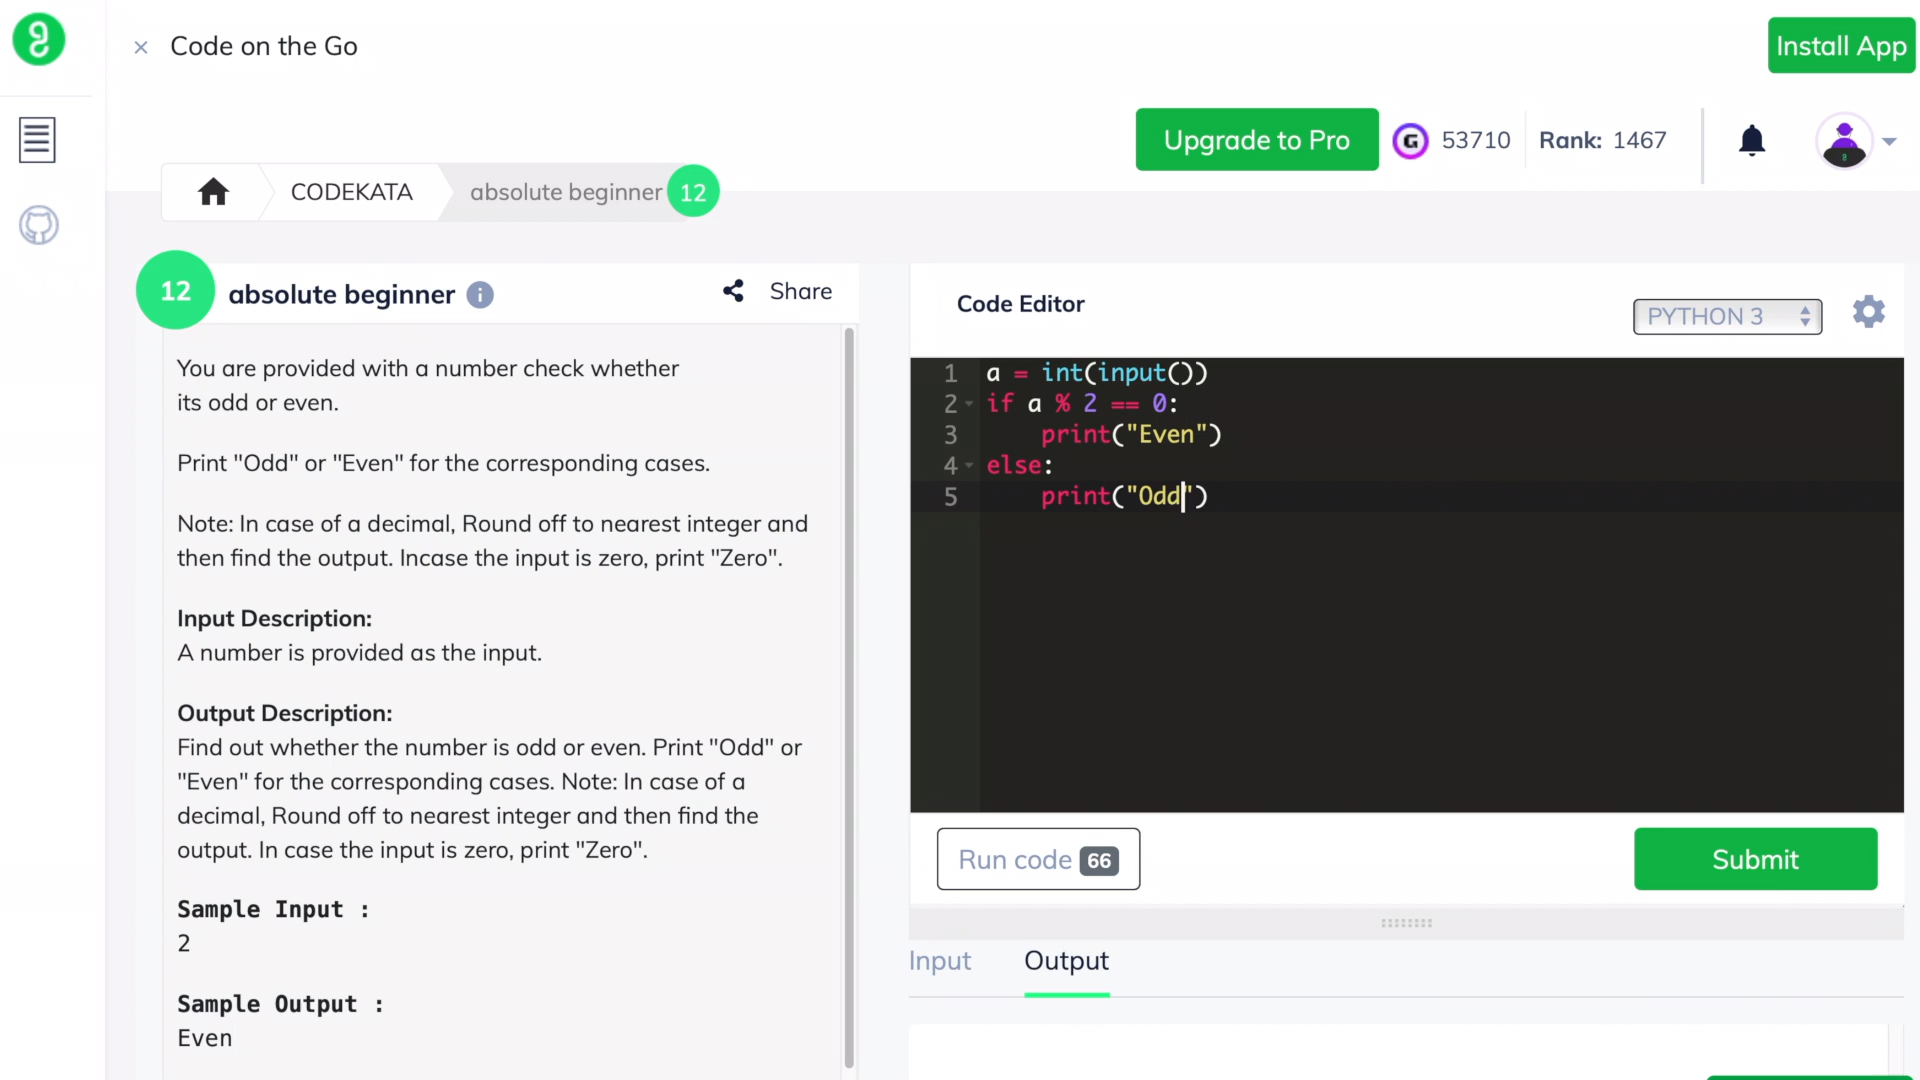 Code on the Go
Install App
Upgrade to Pro
G
53710
Rank: 1467
CODEKATA
absolute beginner
12
12
absolute beginner
i
Share
You are provided with a number check whether
its odd or even.
Print "Odd" or "Even" for the corresponding cases.
Note: In case of a decimal, Round off to nearest integer and
then find the output. Incase the input is zero, print "Zero".
Input Description:
A number is provided as the input.
Output Description:
Find out whether the number is odd or even. Print "Odd" or
"Even" for the corresponding cases. Note: In case of a
decimal, Round off to nearest integer and then find the
output. In case the input is zero, print "Zero".
Sample Input :
2
Sample Output :
Even
Code Editor
PYTHON 3
1 a = int(input())
2 if a % 2 == 0:
3     print("Even")
4 else:
5     print("Odd")
Run code 66
Submit
Input
Output